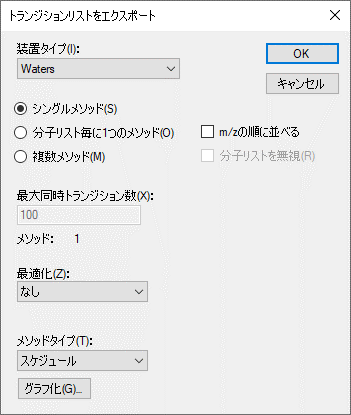 トランジションリストをエクスポート
装置タイプ(I):
Waters
OK
キャンセル
シングルメソッド(S)
分子リスト毎に1つのメソッド(O)
複数メソッド(M)
m/zの順に並べる
分子リストを無視(R)
最大同時トランジション数(X):
100
メソッド: 1
最適化(Z):
なし
メソッドタイプ(T):
スケジュール
グラフ化(G)...